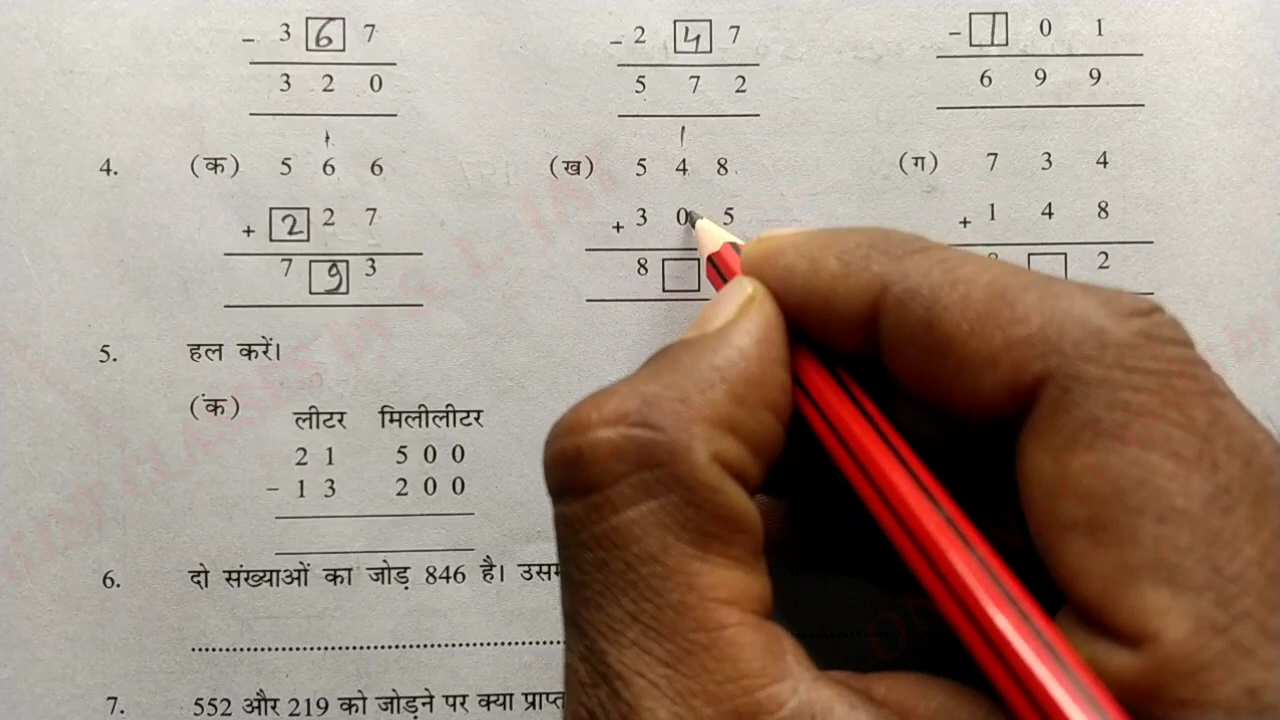 - 3 6 7 - 2 4 7 - 1 0 1
3 2 0 5 7 2 6 9 9
1 1
4. (क) 5 6 6 (ख) 5 4 8 (ग) 7 3 4
+ 2 2 7 + 3 0 5 + 1 4 8
7 9 3 8 2
5. हल करें।
(क) लीटर मिलीलीटर
2 1 5 0 0
- 1 3 2 0 0
6. दो संख्याओं का जोड़ 846 है।
7. 552 और 219 को जोड़ने पर क्या